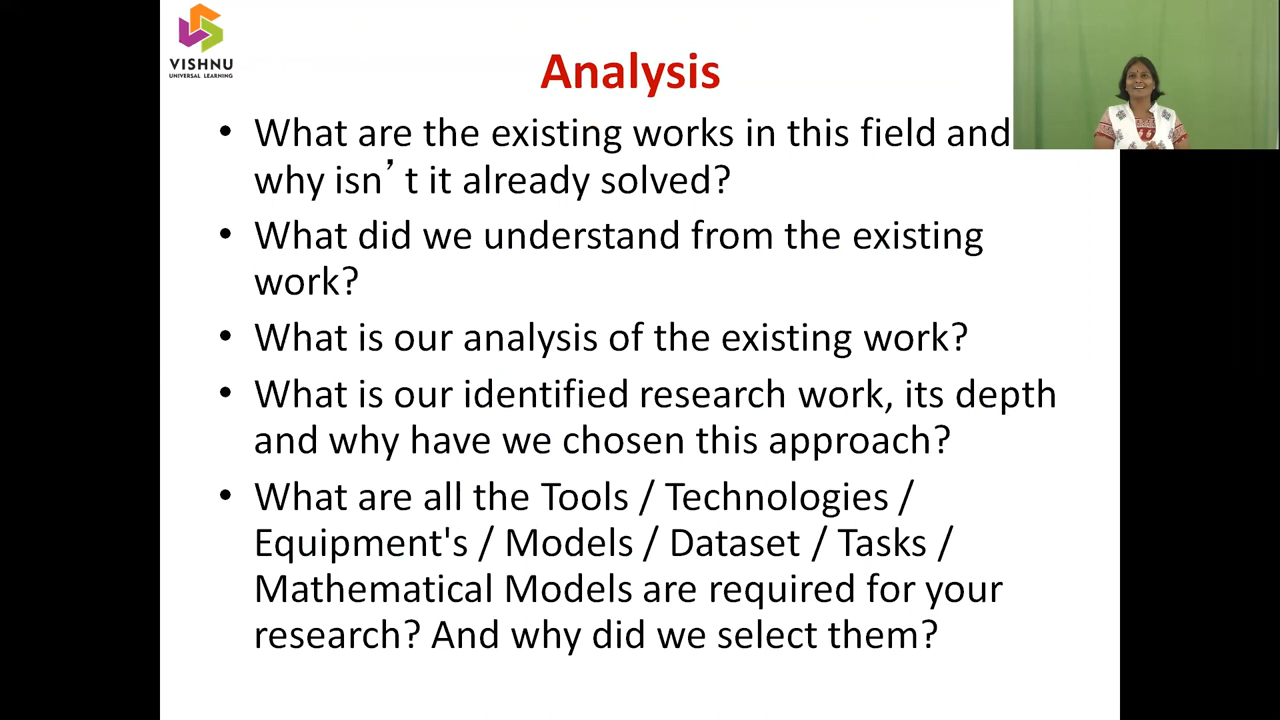 VISHNU
UNIVERSAL LEARNING
Analysis
• What are the existing works in this field and
why isn’t it already solved?
• What did we understand from the existing
work?
• What is our analysis of the existing work?
• What is our identified research work, its depth
and why have we chosen this approach?
• What are all the Tools / Technologies /
Equipment's / Models / Dataset / Tasks /
Mathematical Models are required for your
research? And why did we select them?